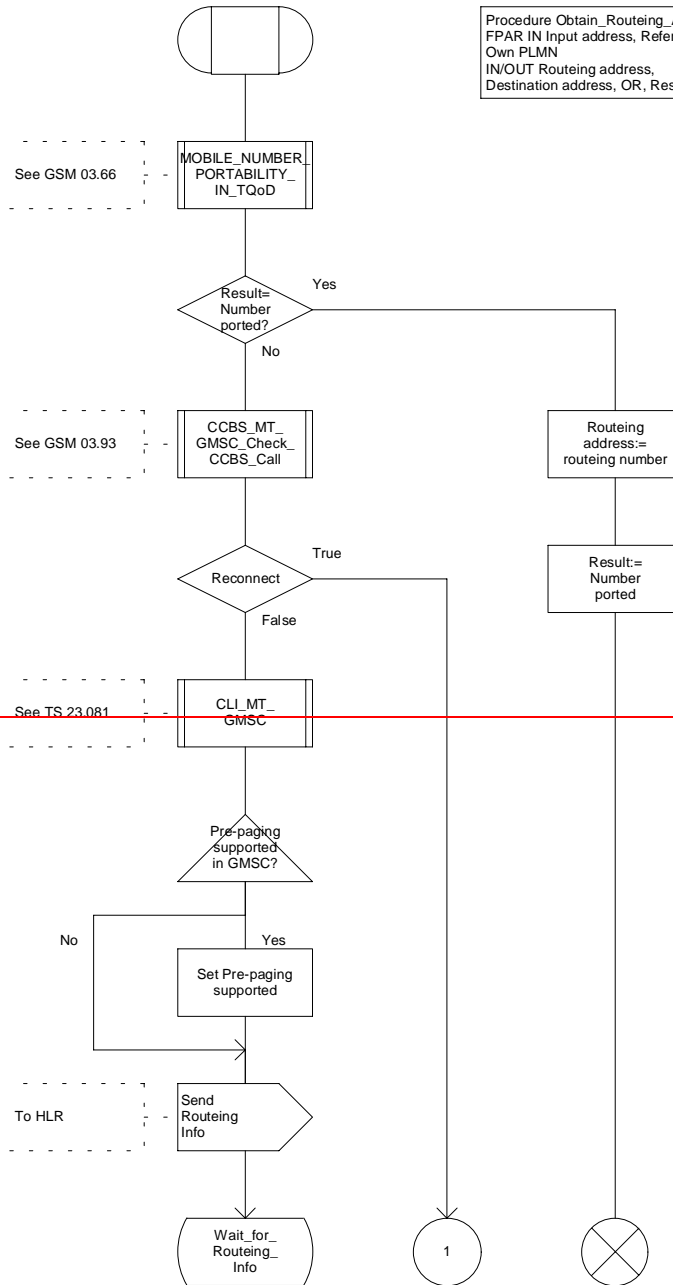 Procedure Obtain_Routeing_
FPAR IN Input address,
Own PLMN
IN/OUT Routeing address,
Destination address, OR,
See GSM 03.66
MOBILE_NUMBER_
PORTABILITY_
IN_TQoD
Result=
Number
ported?
Yes
No
See GSM 03.93
CCBS_MT_
GMSC_Check_
CCBS_Call
Routeing
address:=
routeing number
Reconnect
True
False
Result:=
Number
ported
See TS 23.081
CLI_MT_
GMSC
Pre-paging
supported
in GMSC?
No
Yes
Set Pre-paging
supported
To HLR
Send
Routeing
Info
Wait_for_
Routeing_
Info
1